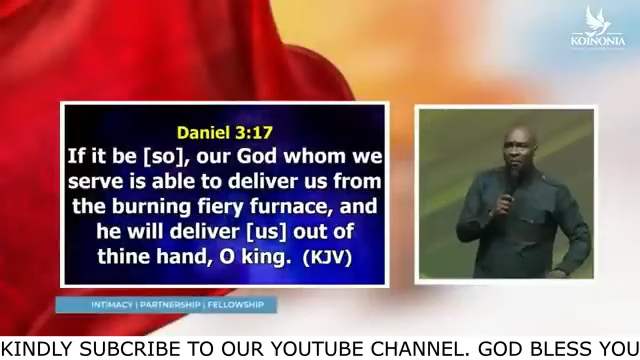 KOINONIA
Daniel 3:17
If it be [so], our God whom we
serve is able to deliver us from
the burning fiery furnace, and
he will deliver [us] out of
thine hand, O king. (KJV)
INTIMACY | PARTNERSHIP | FELLOWSHIP
KINDLY SUBCRIBE TO OUR YOUTUBE CHANNEL. GOD BLESS YOU